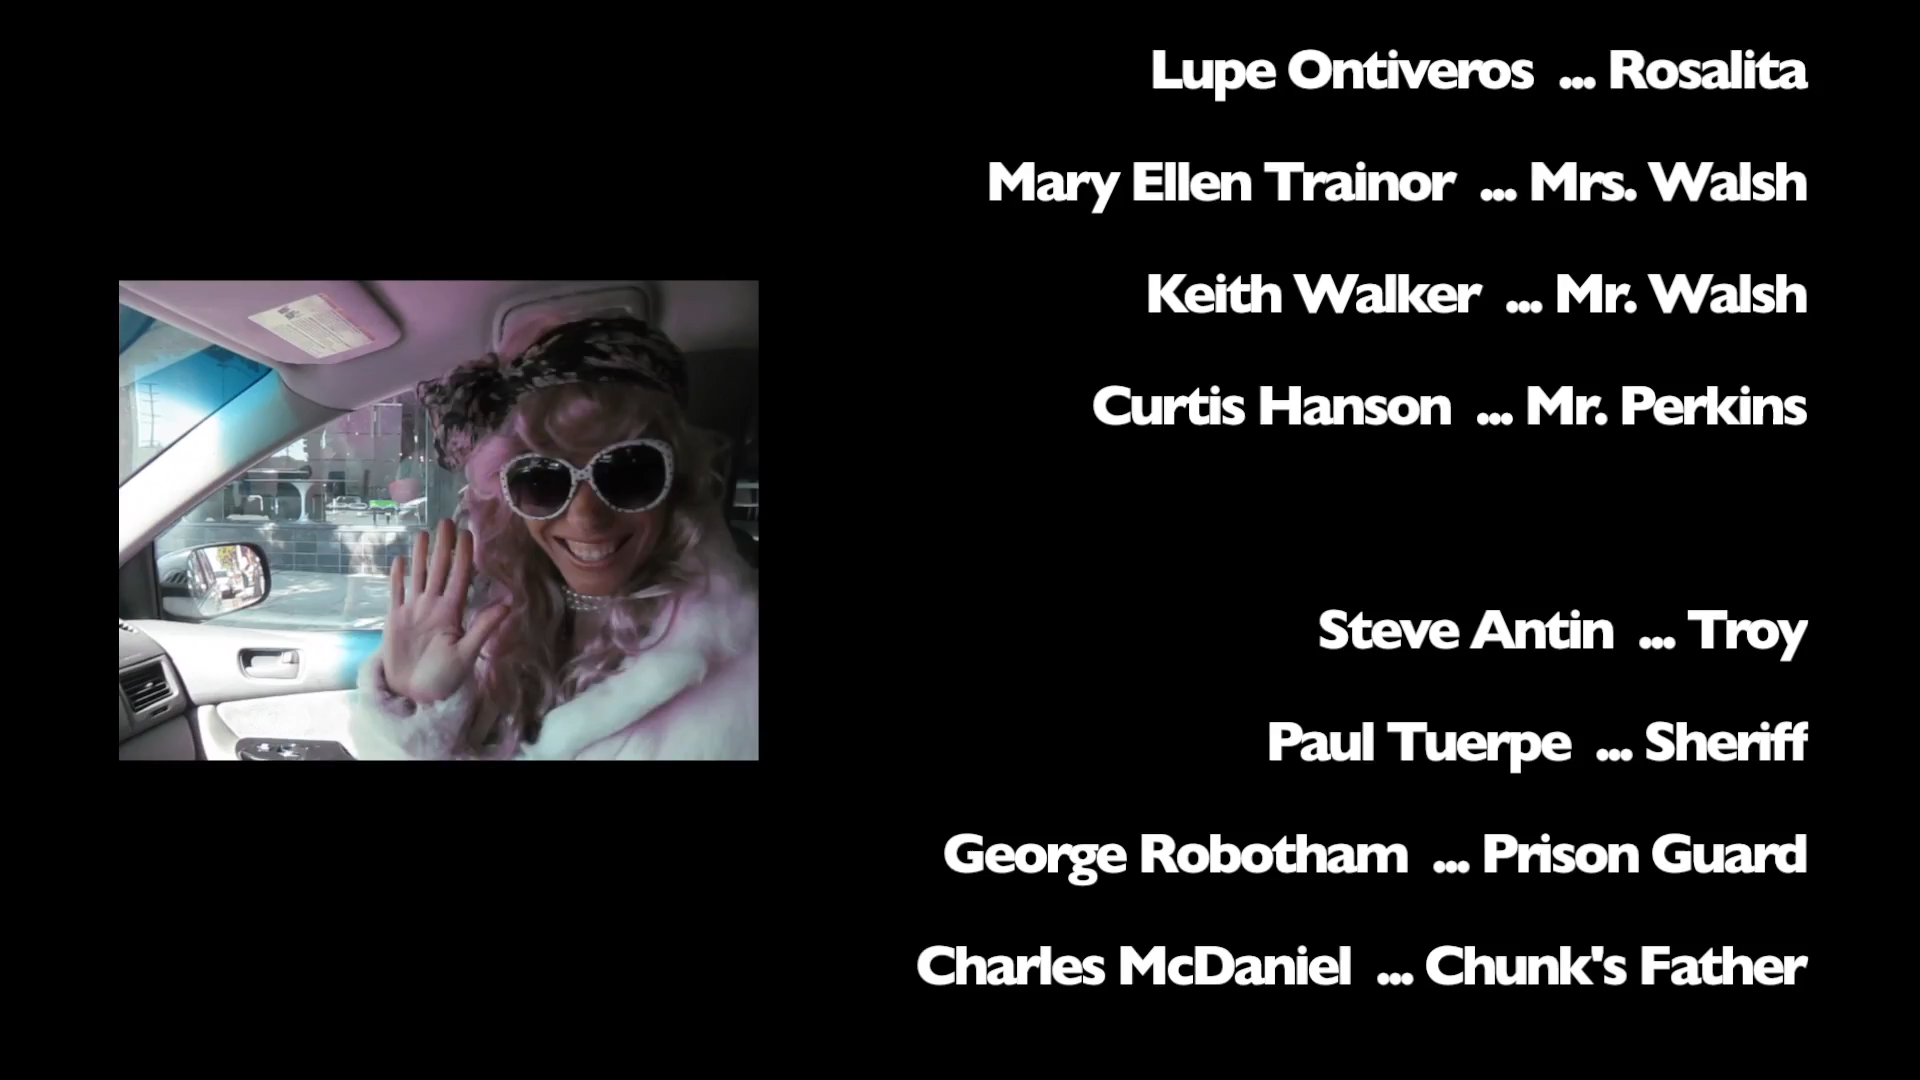 Lupe Ontiveros ... Rosalita
Mary Ellen Trainor ... Mrs. Walsh
Keith Walker ... Mr. Walsh
Curtis Hanson ... Mr. Perkins
Steve Antin ... Troy
Paul Tuerpe ... Sheriff
George Robotham ... Prison Guard
Charles McDaniel ... Chunk's Father